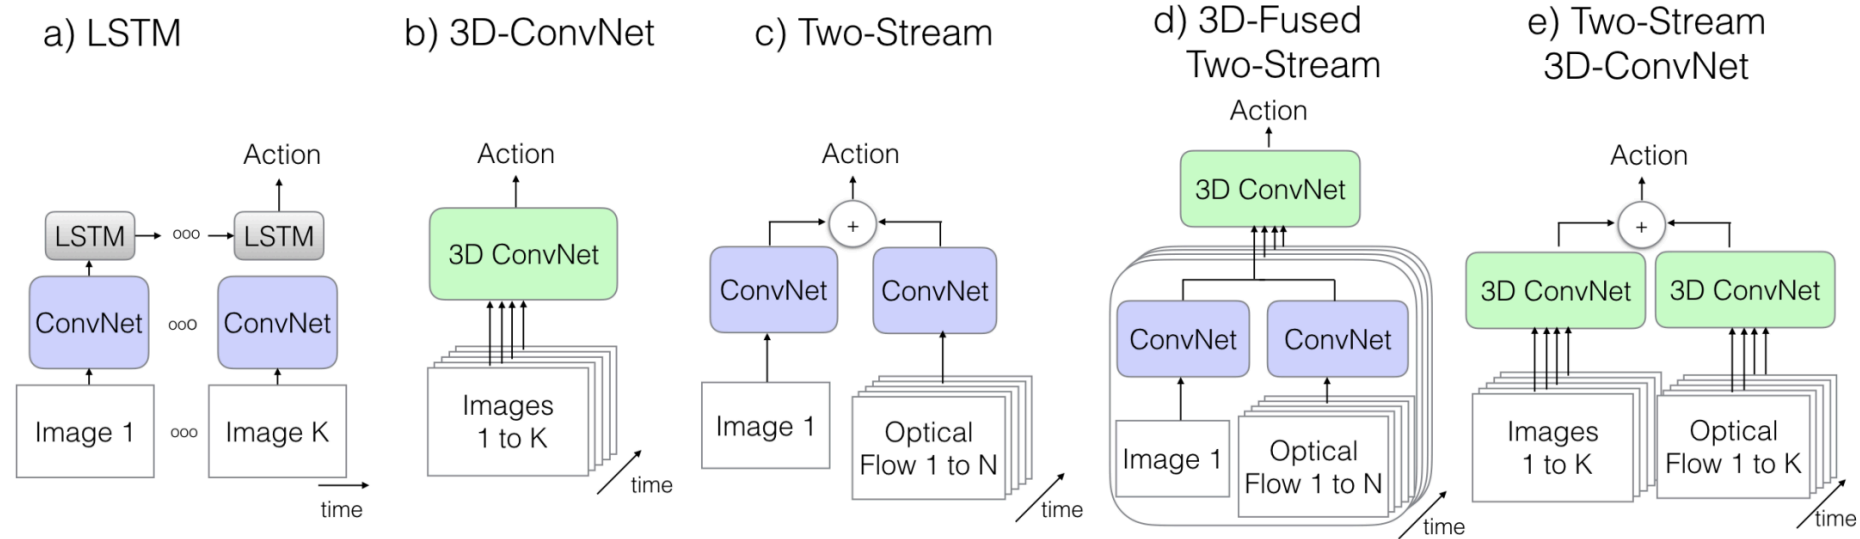 a) LSTM
Action
LSTM ooo LSTM
ConvNet ooo ConvNet
Image 1 ooo Image K
time
b) 3D-ConvNet
Action
3D ConvNet
Images
1 to K
time
c) Two-Stream
Action
+
ConvNet ConvNet
Image 1
Optical
Flow 1 to N
time
d) 3D-Fused
Two-Stream
Action
3D ConvNet
ConvNet ConvNet
Image 1
Optical
Flow 1 to N
time
e) Two-Stream
3D-ConvNet
Action
+
3D ConvNet 3D ConvNet
Images
1 to K
Optical
Flow 1 to K
time